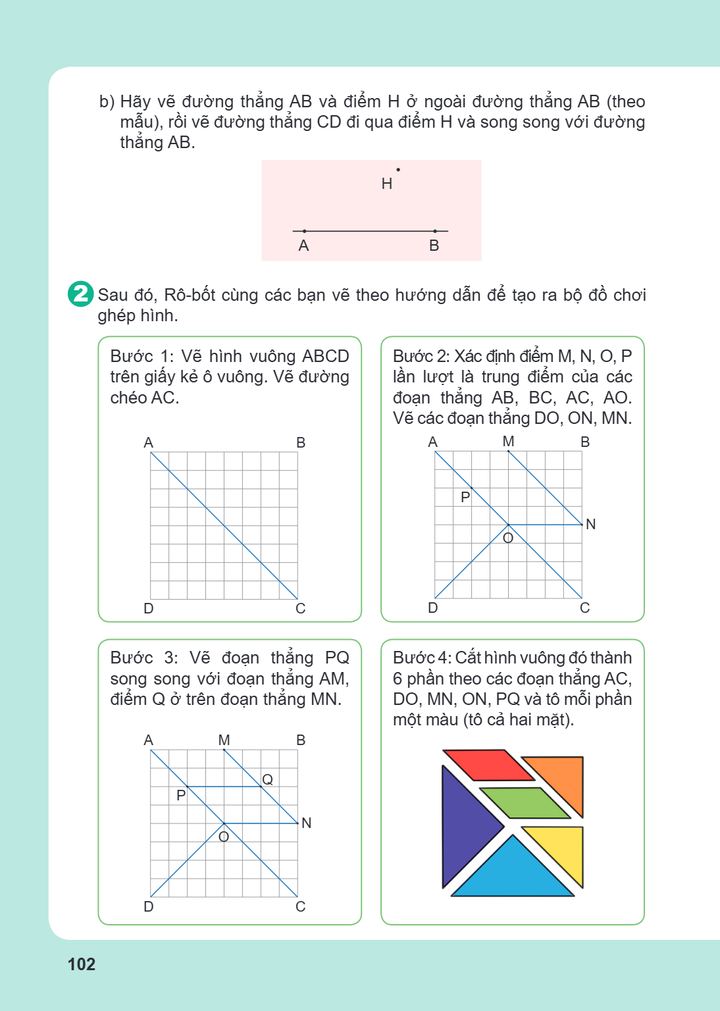 b) Hãy vẽ đường thẳng AB và điểm H ở ngoài đường thẳng AB (theo
mẫu), rồi vẽ đường thẳng CD đi qua điểm H và song song với đường
thẳng AB.
H
A B
2 Sau đó, Rô-bốt cùng các bạn vẽ theo hướng dẫn để tạo ra bộ đồ chơi
ghép hình.
Bước 1: Vẽ hình vuông ABCD
trên giấy kẻ ô vuông. Vẽ đường
chéo AC.
A B
D C
Bước 2: Xác định điểm M, N, O, P
lần lượt là trung điểm của các
đoạn thẳng AB, BC, AC, AO.
Vẽ các đoạn thẳng DO, ON, MN.
A M B
P
N
O
D C
Bước 3: Vẽ đoạn thẳng PQ
song song với đoạn thẳng AM,
điểm Q ở trên đoạn thẳng MN.
A M B
Q
P
N
O
D C
Bước 4: Cắt hình vuông đó thành
6 phần theo các đoạn thẳng AC,
DO, MN, ON, PQ và tô mỗi phần
một màu (tô cả hai mặt).
102